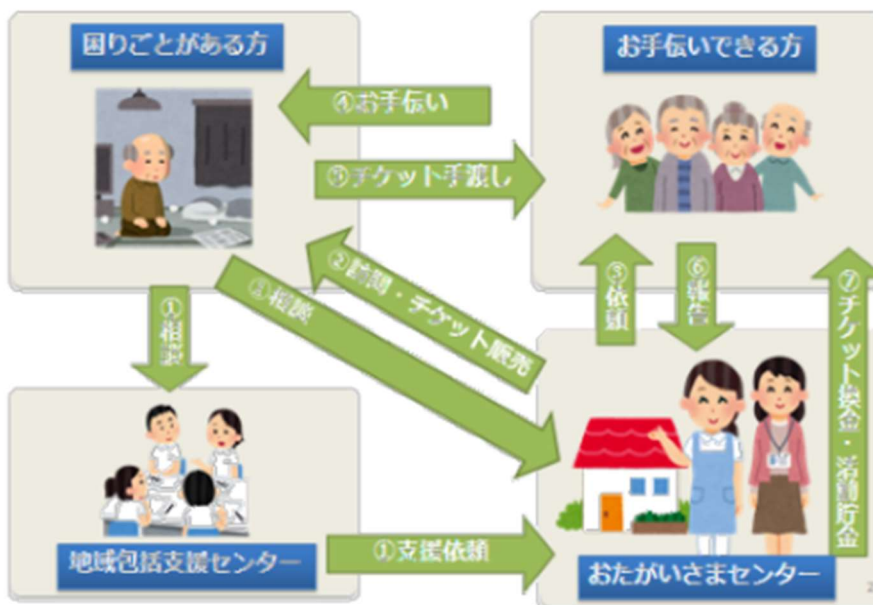 困りごとがある方
お手伝いできる方
④お手伝い
⑤チケット手渡し
②訪問・チケット販売
③相談
①相談
③依頼
⑥報告
⑦チケット換金・活動貯金
地域包括支援センター
①支援依頼
おたがいさまセンター